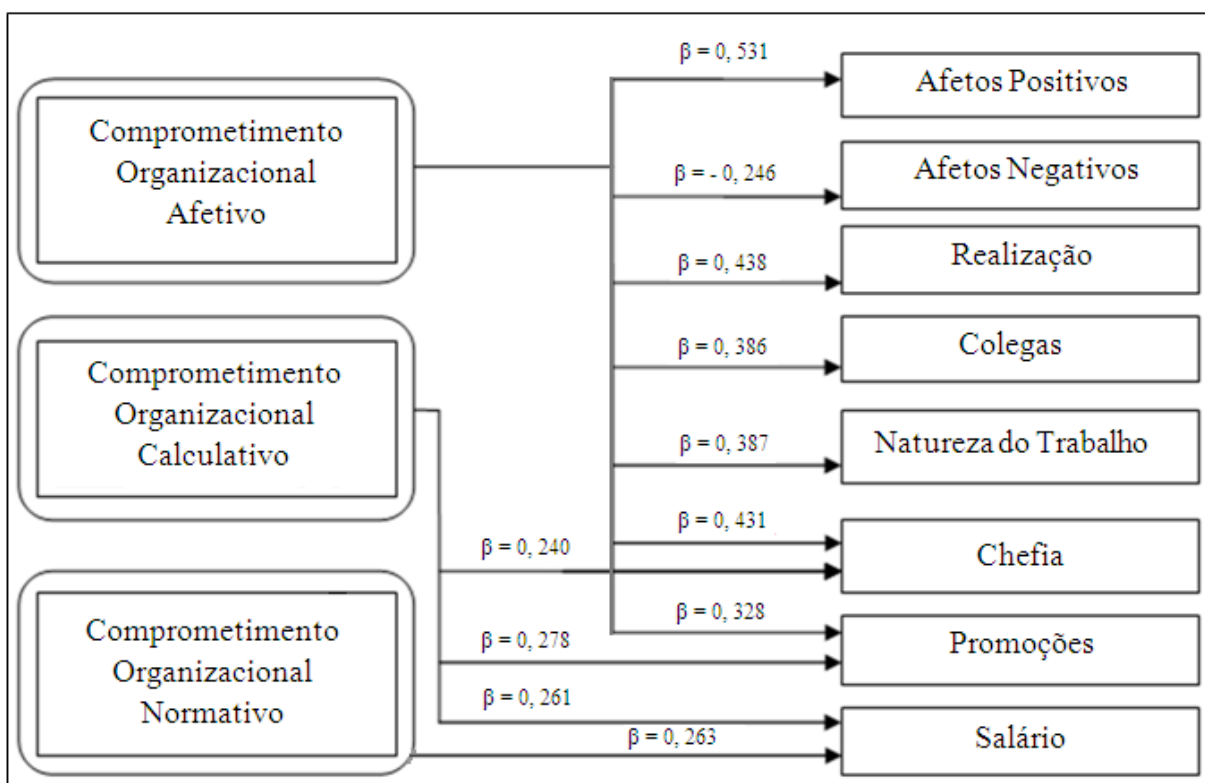 Comprometimento
Organizacional
Afetivo
Comprometimento
Organizacional
Calculativo
Comprometimento
Organizacional
Normativo
β = 0, 531
β = - 0, 246
β = 0, 438
β = 0, 386
β = 0, 387
β = 0, 431
β = 0, 240
β = 0, 328
β = 0, 278
β = 0, 261
β = 0, 263
Afetos Positivos
Afetos Negativos
Realização
Colegas
Natureza do Trabalho
Chefia
Promoções
Salário